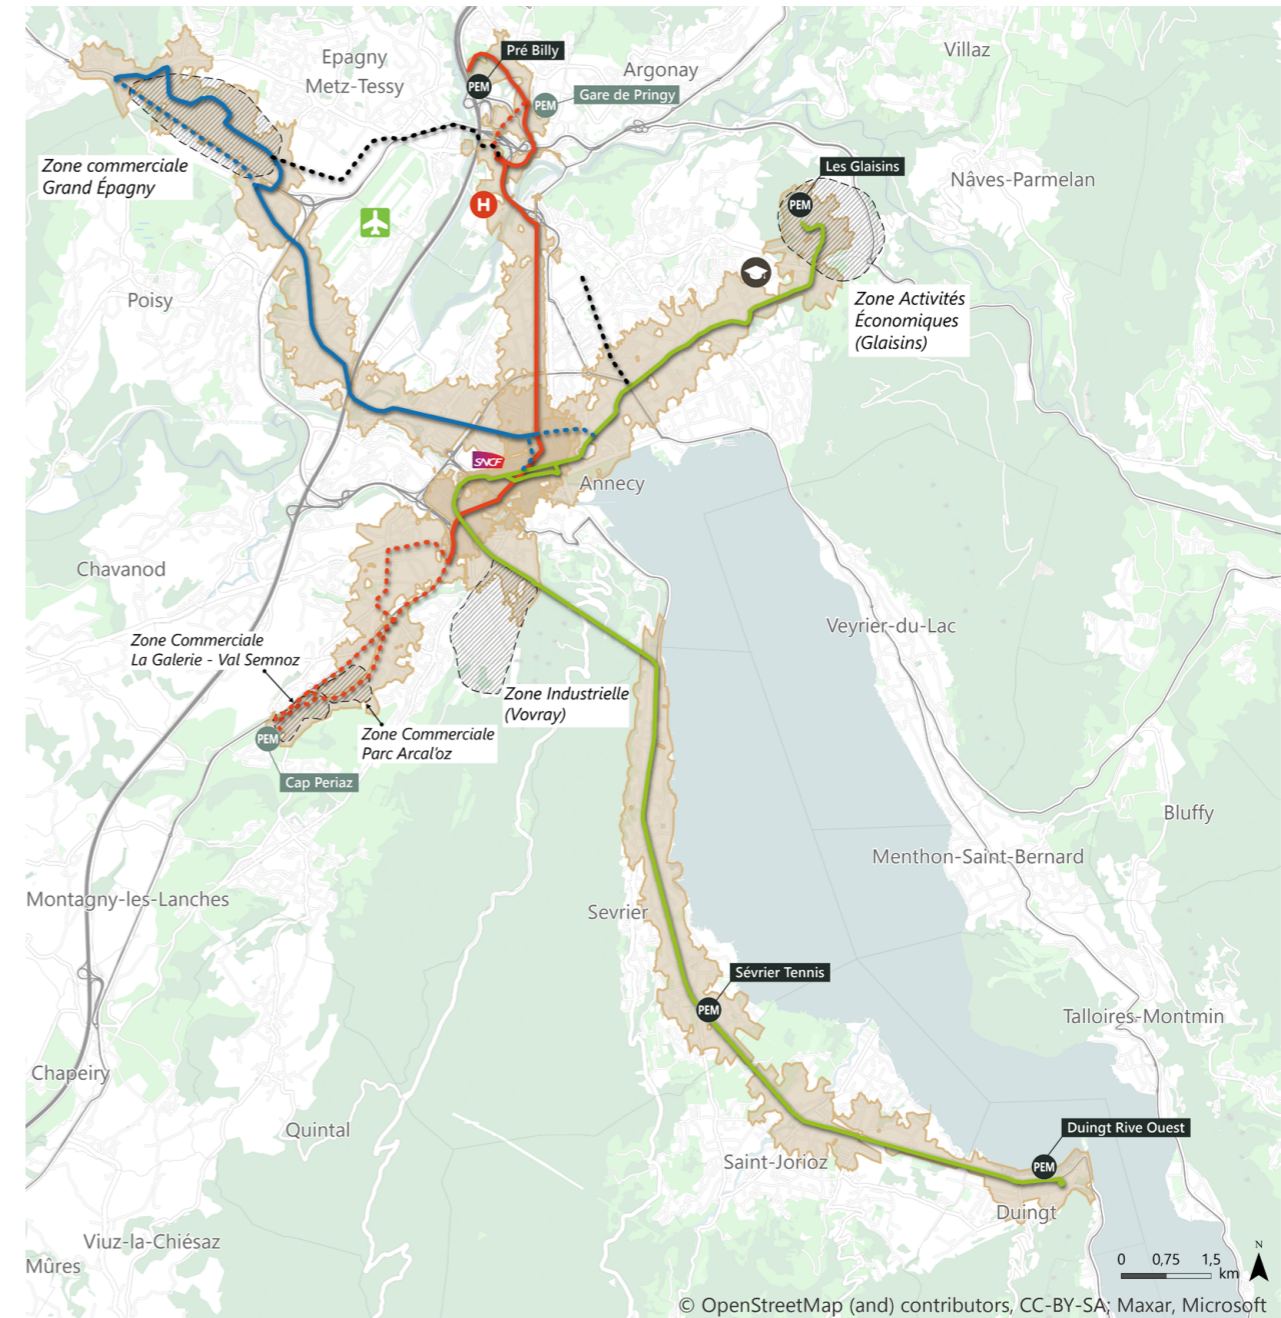 Pré Billy
Villaz
Epagny
Metz-Tessy
Argonay
PEM
PEM
Gare de Pringy
Zone commerciale
Grand Épagny
Les Glaisins
Nâves-Parmelan
H
PEM
Poisy
Zone Activités
Économiques
(Glaisins)
SNCF
Annecy
Chavanod
Veyrier-du-Lac
Zone Commerciale
La Galerie - Val Semnoz
Zone Industrielle
(Vovray)
Zone Commerciale
Parc Arcal'oz
PEM
Cap Periaz
Bluffy
Menthon-Saint-Bernard
Montagny-les-Lanches
Sevrier
Sévrier Tennis
PEM
Talloires-Montmin
Chapeiry
Quintal
Duingt Rive Ouest
Saint-Jorioz
PEM
Duingt
Viuz-la-Chiésaz
Mûres
N
0 0,75 1,5
km
© OpenStreetMap (and) contributors, CC-BY-SA; Maxar, Microsoft